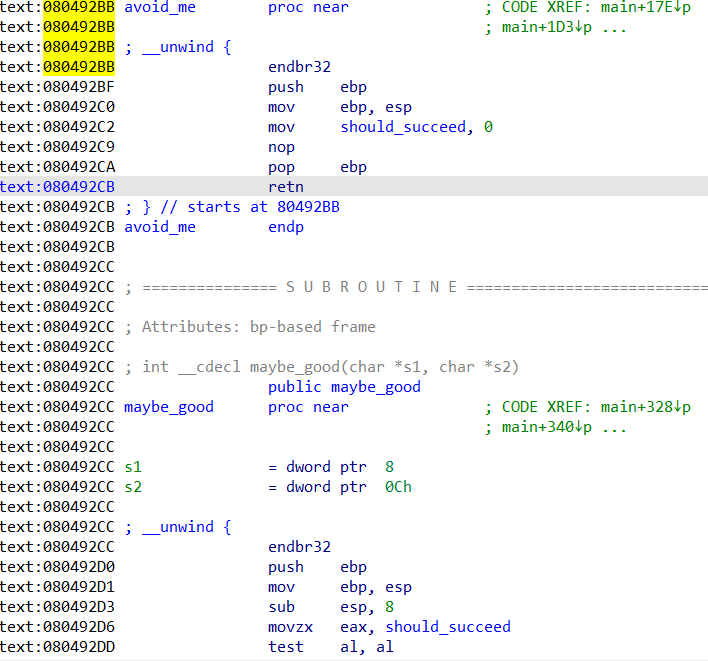 text:080492BB avoid_me        proc near               ; CODE XREF: main+17E↓p
text:080492BB                                         ; main+1D3↓p ...
text:080492BB ; __unwind {
text:080492BB                 endbr32
text:080492BF                 push    ebp
text:080492C0                 mov     ebp, esp
text:080492C2                 mov     should_succeed, 0
text:080492C9                 nop
text:080492CA                 pop     ebp
text:080492CB                 retn
text:080492CB ; } // starts at 80492BB
text:080492CB avoid_me        endp
text:080492CB
text:080492CC
text:080492CC ; =============== S U B R O U T I N E ===========================
text:080492CC
text:080492CC ; Attributes: bp-based frame
text:080492CC
text:080492CC ; int __cdecl maybe_good(char *s1, char *s2)
text:080492CC                 public maybe_good
text:080492CC maybe_good      proc near               ; CODE XREF: main+328↓p
text:080492CC                                         ; main+340↓p ...
text:080492CC
text:080492CC s1              = dword ptr  8
text:080492CC s2              = dword ptr  0Ch
text:080492CC
text:080492CC ; __unwind {
text:080492CC                 endbr32
text:080492D0                 push    ebp
text:080492D1                 mov     ebp, esp
text:080492D3                 sub     esp, 8
text:080492D6                 movzx   eax, should_succeed
text:080492DD                 test    al, al